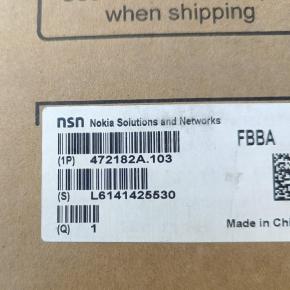 when shipping
nsn Nokia Solutions and Networks
FBBA
(1P) 472182A.103
(S) L6141425530
(Q) 1
Made in Chi